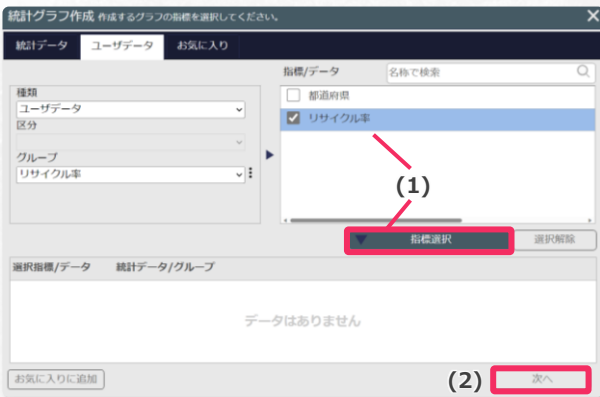 統計グラフ作成 作成するグラフの指標を選択してください。
統計データ ユーザデータ お気に入り
指標/データ 名称で検索
種類
ユーザデータ
区分
グループ
リサイクル率
都道府県
リサイクル率
(1)
指標選択 選択解除
選択指標/データ 統計データ/グループ
データはありません
お気に入りに追加 (2) 次へ